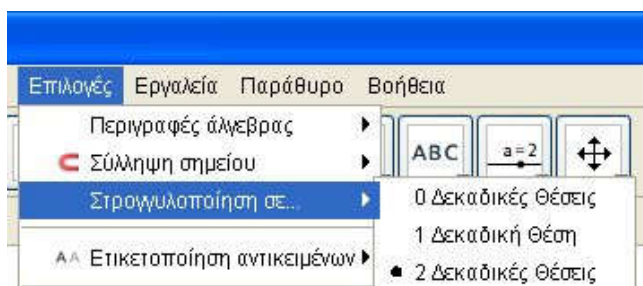 Επιλογές Εργαλεία Παράθυρο Βοήθεια
Περιγραφές άλγεβρας
Σύλληψη σημείου
ABC
a=2
Στρογγυλοποίηση σε...
0 Δεκαδικές Θέσεις
1 Δεκαδική Θέση
AA Ετικετοποίηση αντικειμένων
2 Δεκαδικές Θέσεις